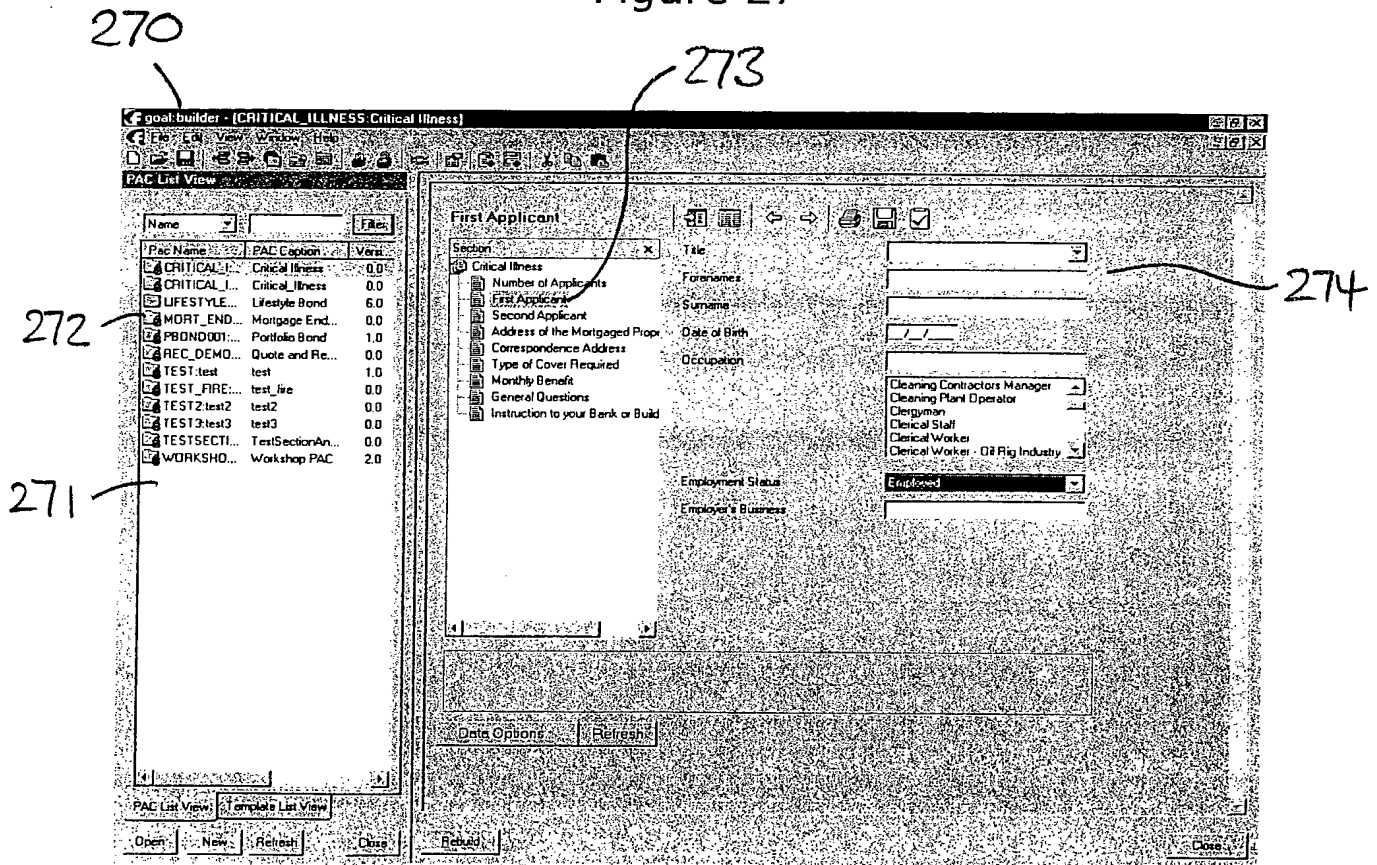 Figure 27
270
273
goal:builder - [CRITICAL_ILLNESS:Critical Illness]
File Edit View Window Help
PAC List View
Name Filter
Pac Name PAC Caption Versi
CRITICAL_I... Critical Illness 0.0
CRITICAL_I... Critical_Illness 0.0
LIFESTYLE... Lifestyle Bond 6.0
MORT_END... Mortgage End... 0.0
PBOND001:... Portfolio Bond 1.0
REC_DEMO... Quote and Re... 0.0
TEST:test test 1.0
TEST_FIRE:... test_fire 0.0
TEST2:test2 test2 0.0
TEST3:test3 test3 0.0
TESTSECTI... TestSectionAn... 0.0
WORKSHO... Workshop PAC 2.0
272
271
PAC List View Template List View
Open New Refresh Close
First Applicant
Section x
Critical Illness
Number of Applicants
First Applicant
Second Applicant
Address of the Mortgaged Prope
Correspondence Address
Type of Cover Required
Monthly Benefit
General Questions
Instruction to your Bank or Build
Title
Forenames
Surname
Date of Birth _/_/_
Occupation
Cleaning Contractors Manager
Cleaning Plant Operator
Clergyman
Clerical Staff
Clerical Worker
Clerical Worker - Oil Rig Industry
Employment Status Employed
Employer's Business
274
Data Options Refresh
Rebuild Close